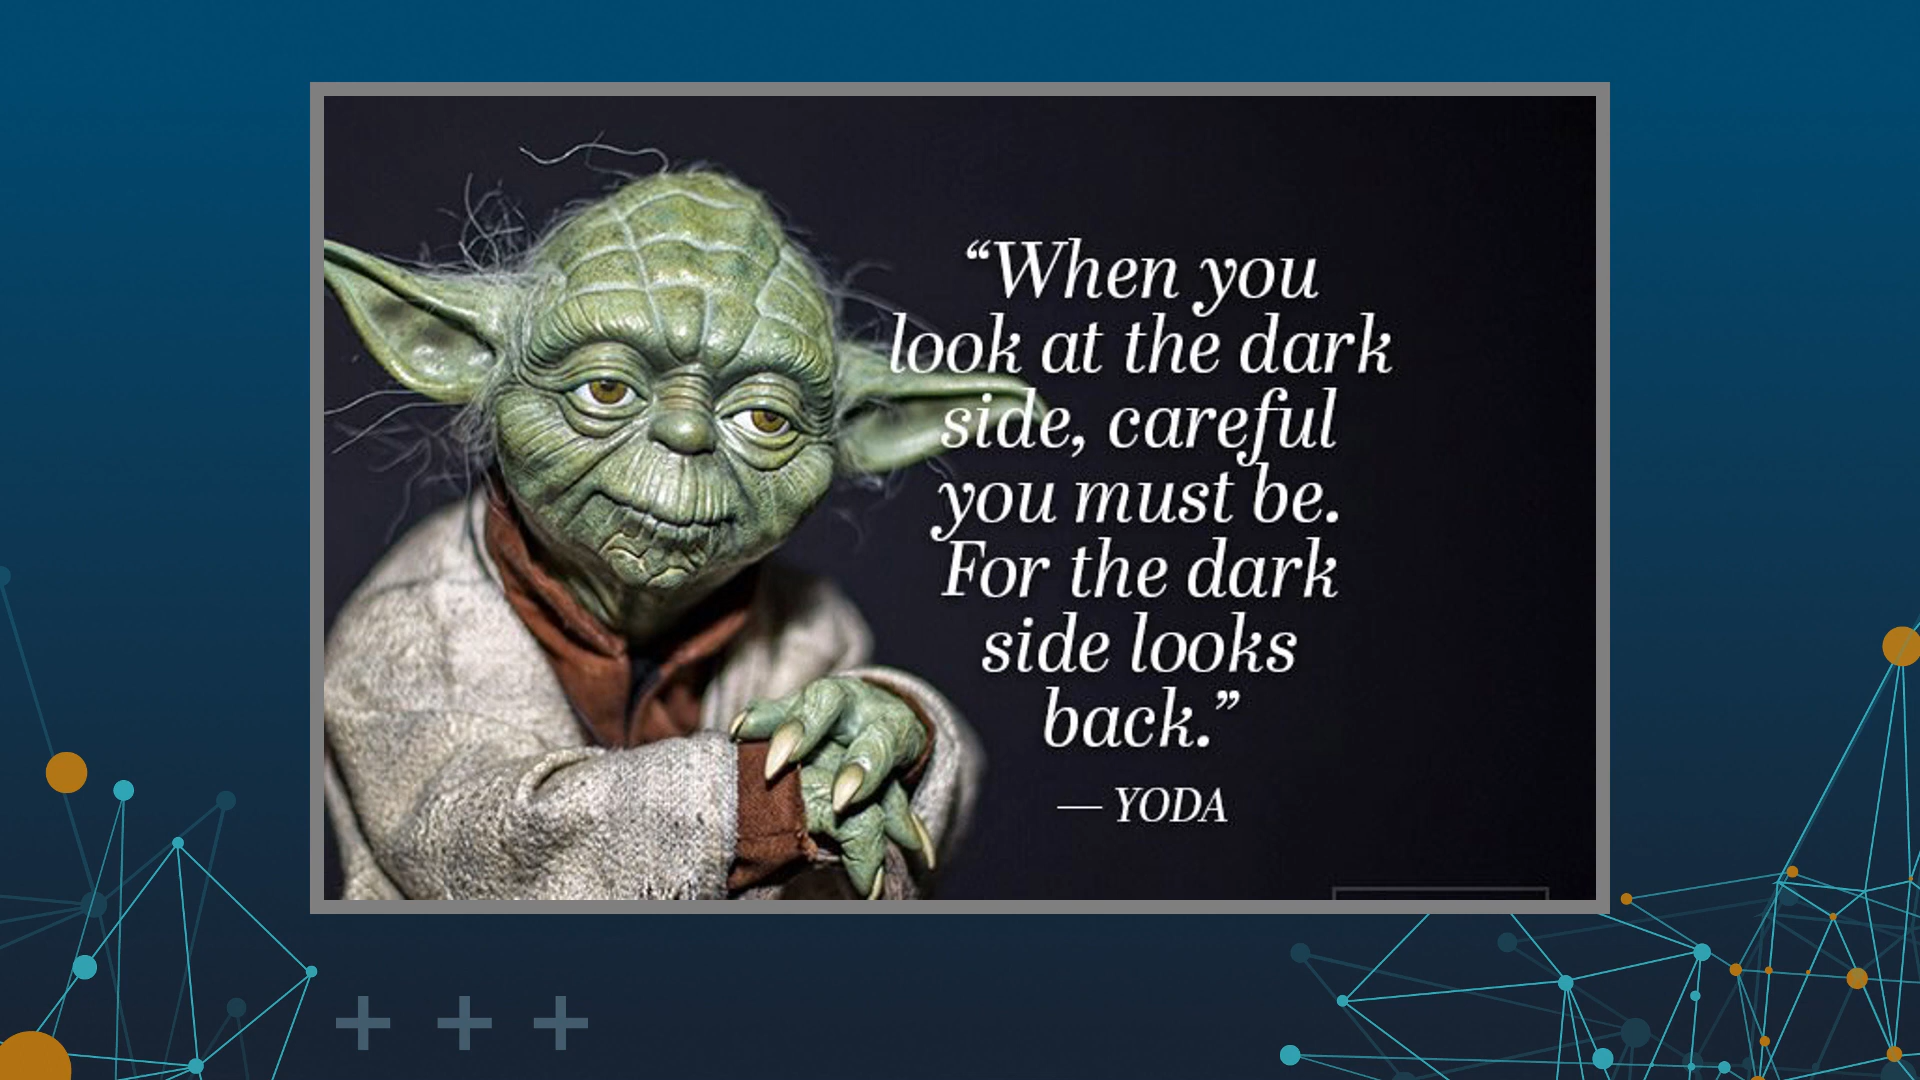 “When you
look at the dark
side, careful
you must be.
For the dark
side looks
back.”
— YODA